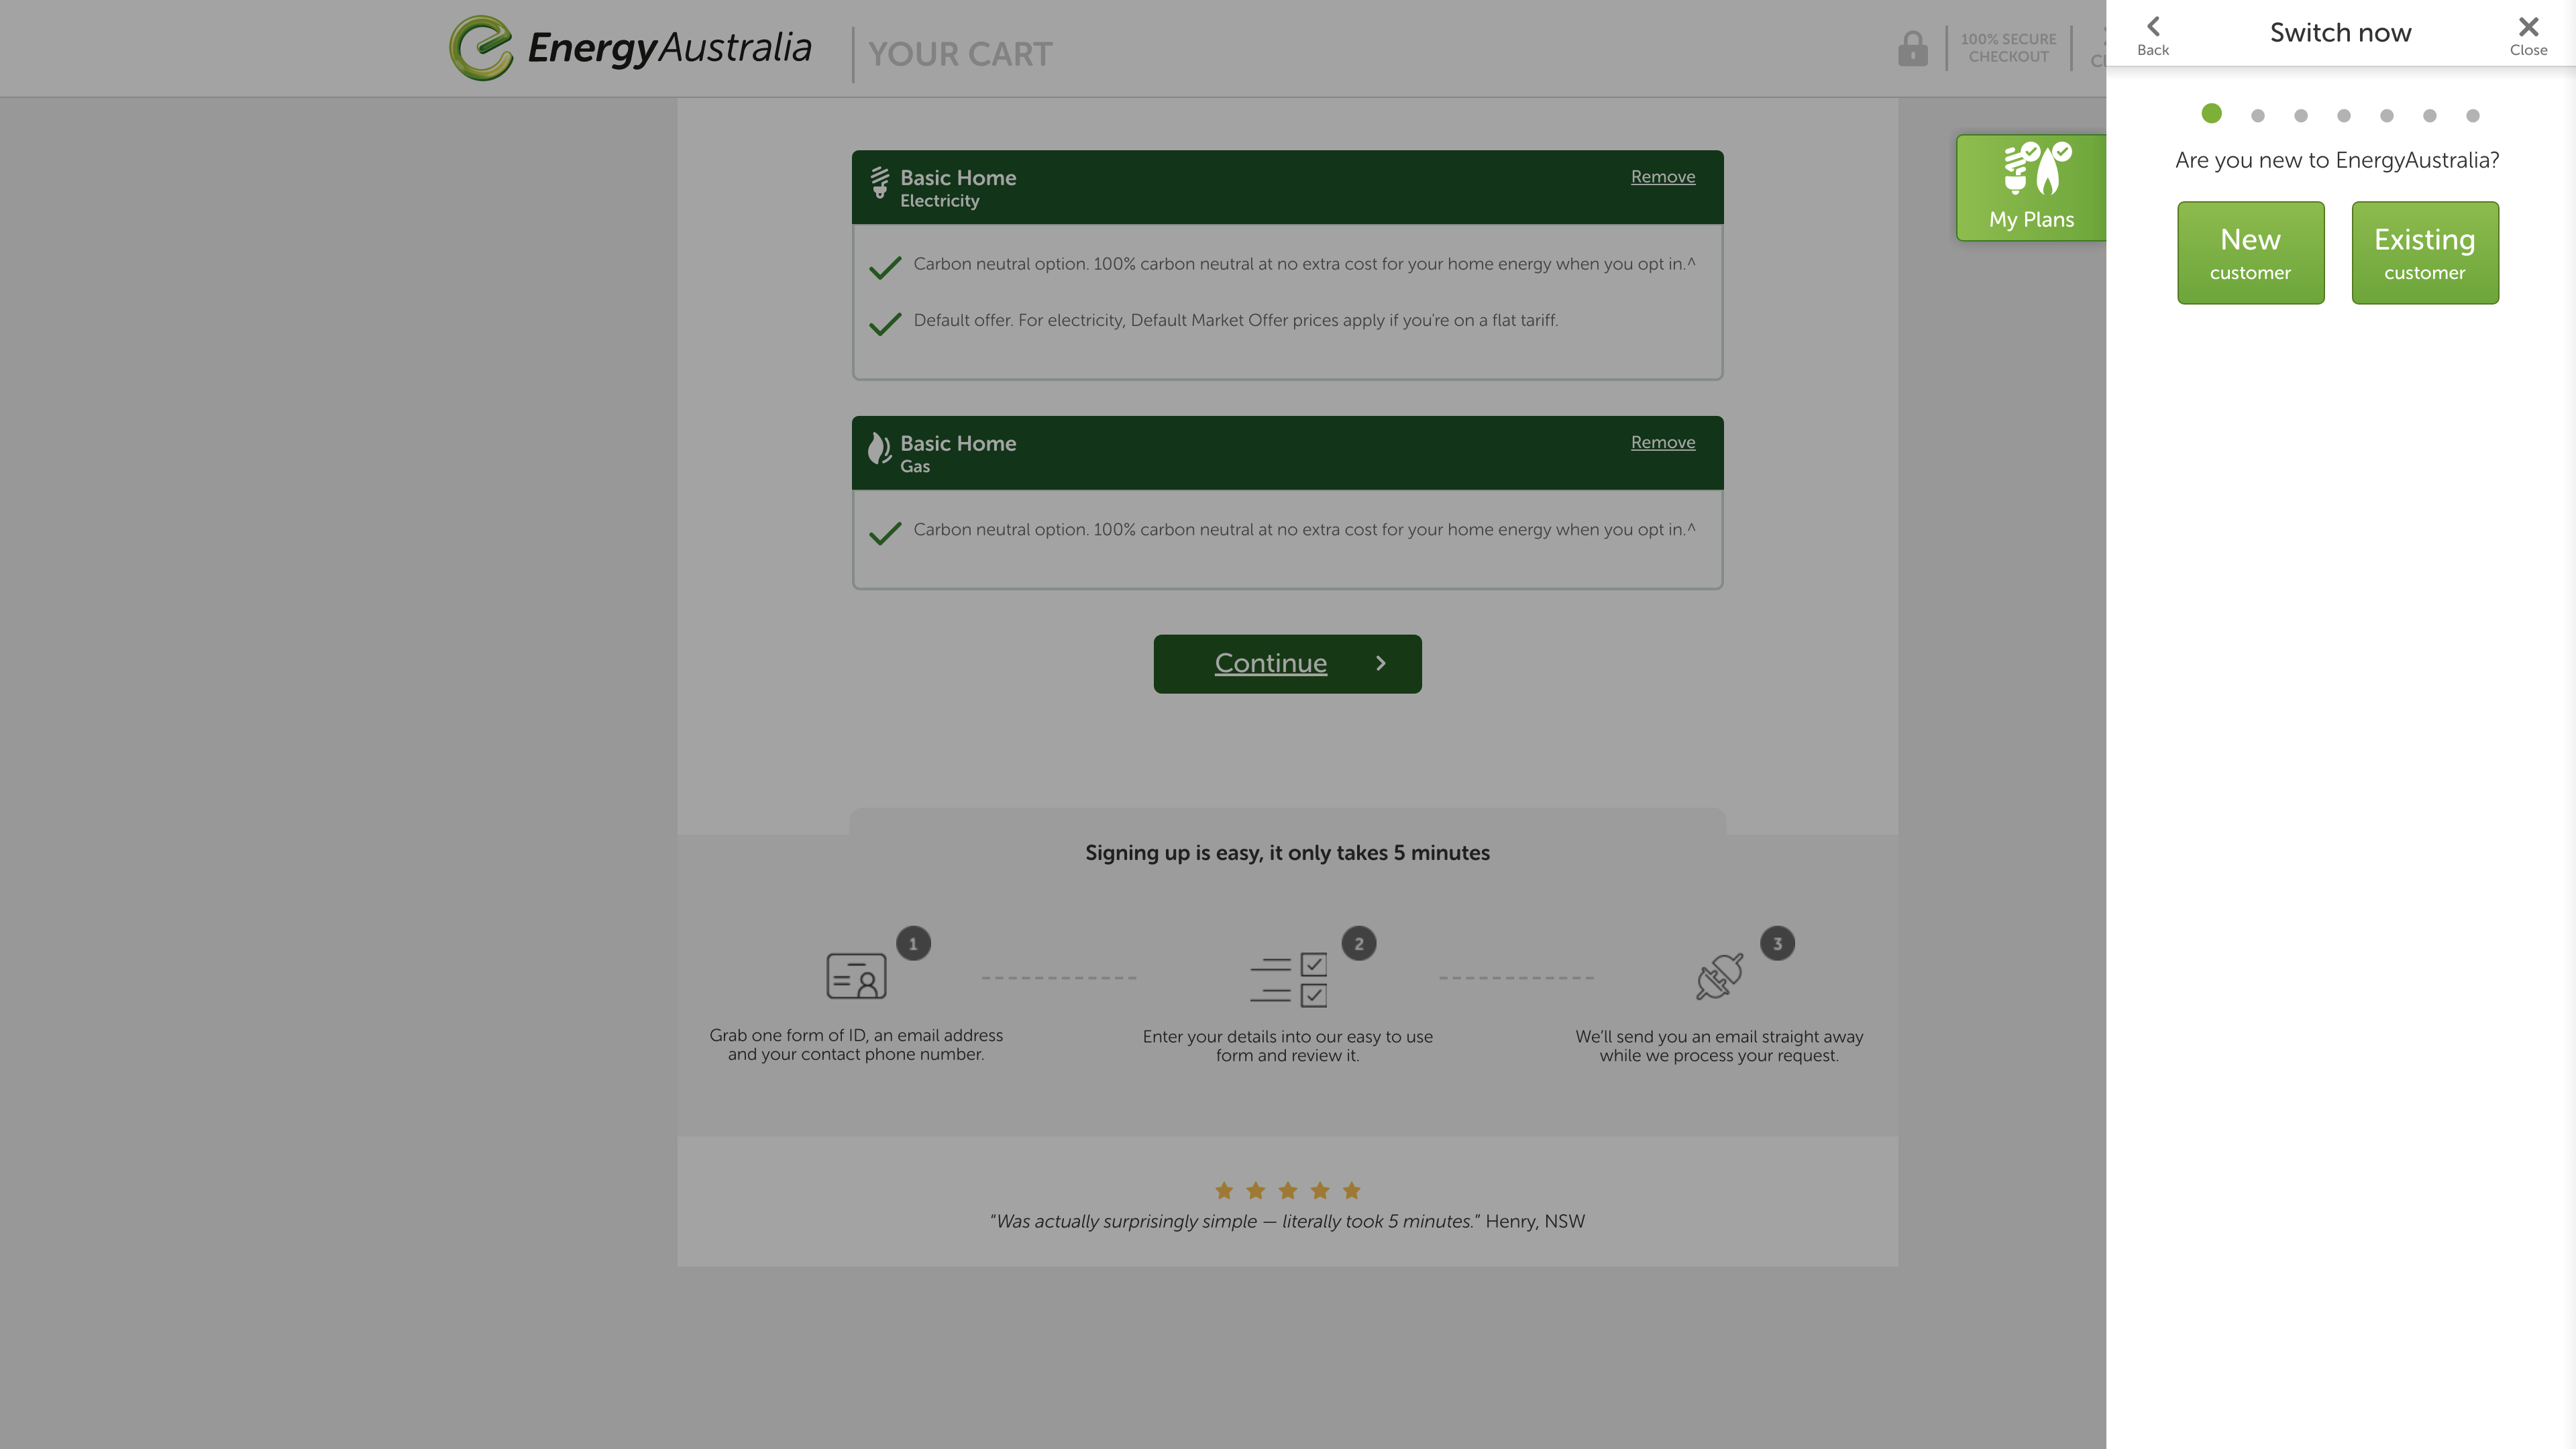 EnergyAustralia
YOUR CART
100% SECURE
CHECKOUT
Back
Switch now
Close
Are you new to EnergyAustralia?
New
customer
Existing
customer
My Plans
Basic Home
Electricity
Remove
Carbon neutral option. 100% carbon neutral at no extra cost for your home energy when you opt in.^
Default offer. For electricity, Default Market Offer prices apply if you're on a flat tariff.
Basic Home
Gas
Remove
Carbon neutral option. 100% carbon neutral at no extra cost for your home energy when you opt in.^
Continue
Signing up is easy, it only takes 5 minutes
1
Grab one form of ID, an email address
and your contact phone number.
2
Enter your details into our easy to use
form and review it.
3
We'll send you an email straight away
while we process your request.
"Was actually surprisingly simple — literally took 5 minutes." Henry, NSW